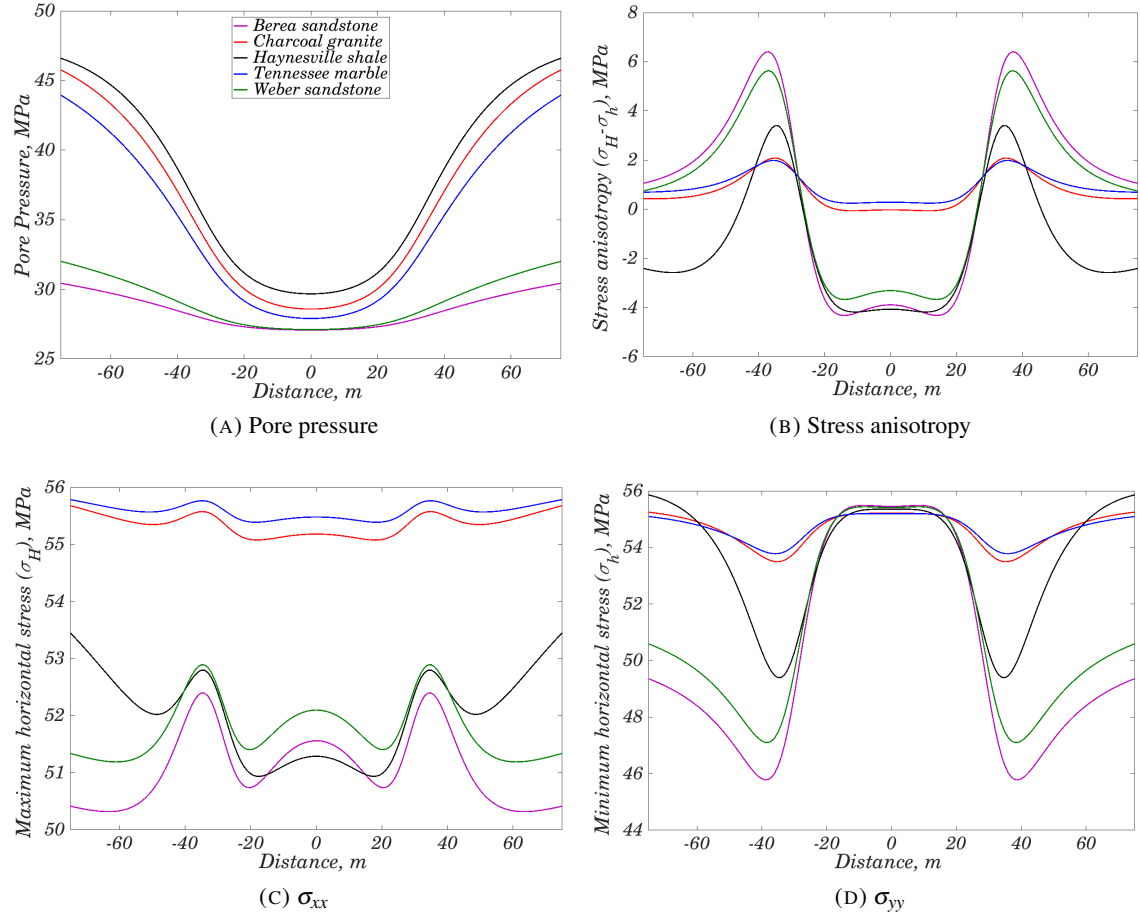 50
45
40
35
30
25
Pore Pressure, MPa
Berea sandstone
Charcoal granite
Haynesville shale
Tennessee marble
Weber sandstone
-60 -40 -20 0 20 40 60
Distance, m
(A) Pore pressure
8
6
4
2
0
-2
-4
-6
Stress anisotropy (σH-σh), MPa
-60 -40 -20 0 20 40 60
Distance, m
(B) Stress anisotropy
56
55
54
53
52
51
50
Maximum horizontal stress (σH), MPa
-60 -40 -20 0 20 40 60
Distance, m
(C) σxx
56
54
52
50
48
46
44
Minimum horizontal stress (σh), MPa
-60 -40 -20 0 20 40 60
Distance, m
(D) σyy